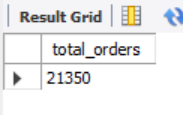 Result Grid
total_orders
21350